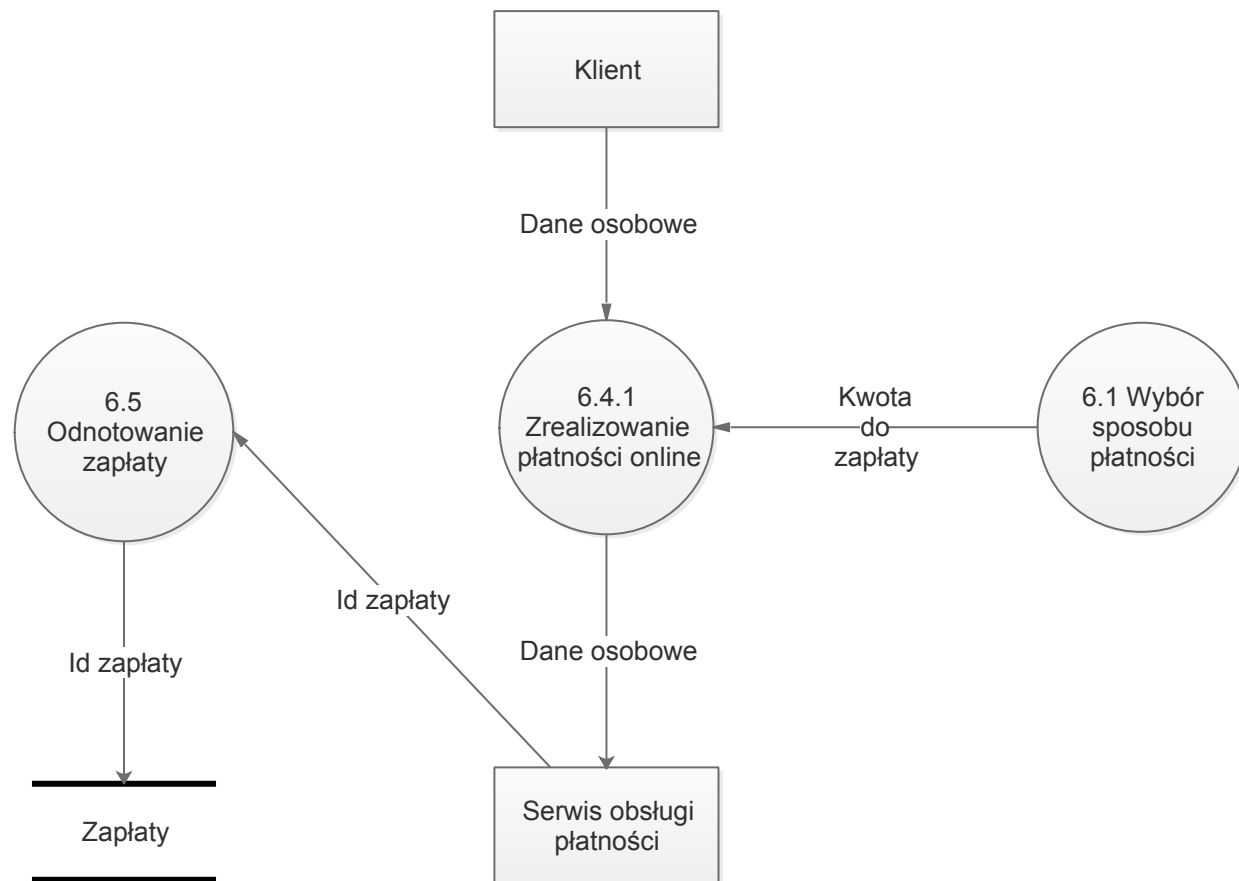 Klient
Dane osobowe
6.5
Odnotowanie
zapłaty
6.4.1
Zrealizowanie
płatności online
Kwota
do
zapłaty
6.1 Wybór
sposobu
płatności
Id zapłaty
Id zapłaty
Dane osobowe
Zapłaty
Serwis obsługi
płatności